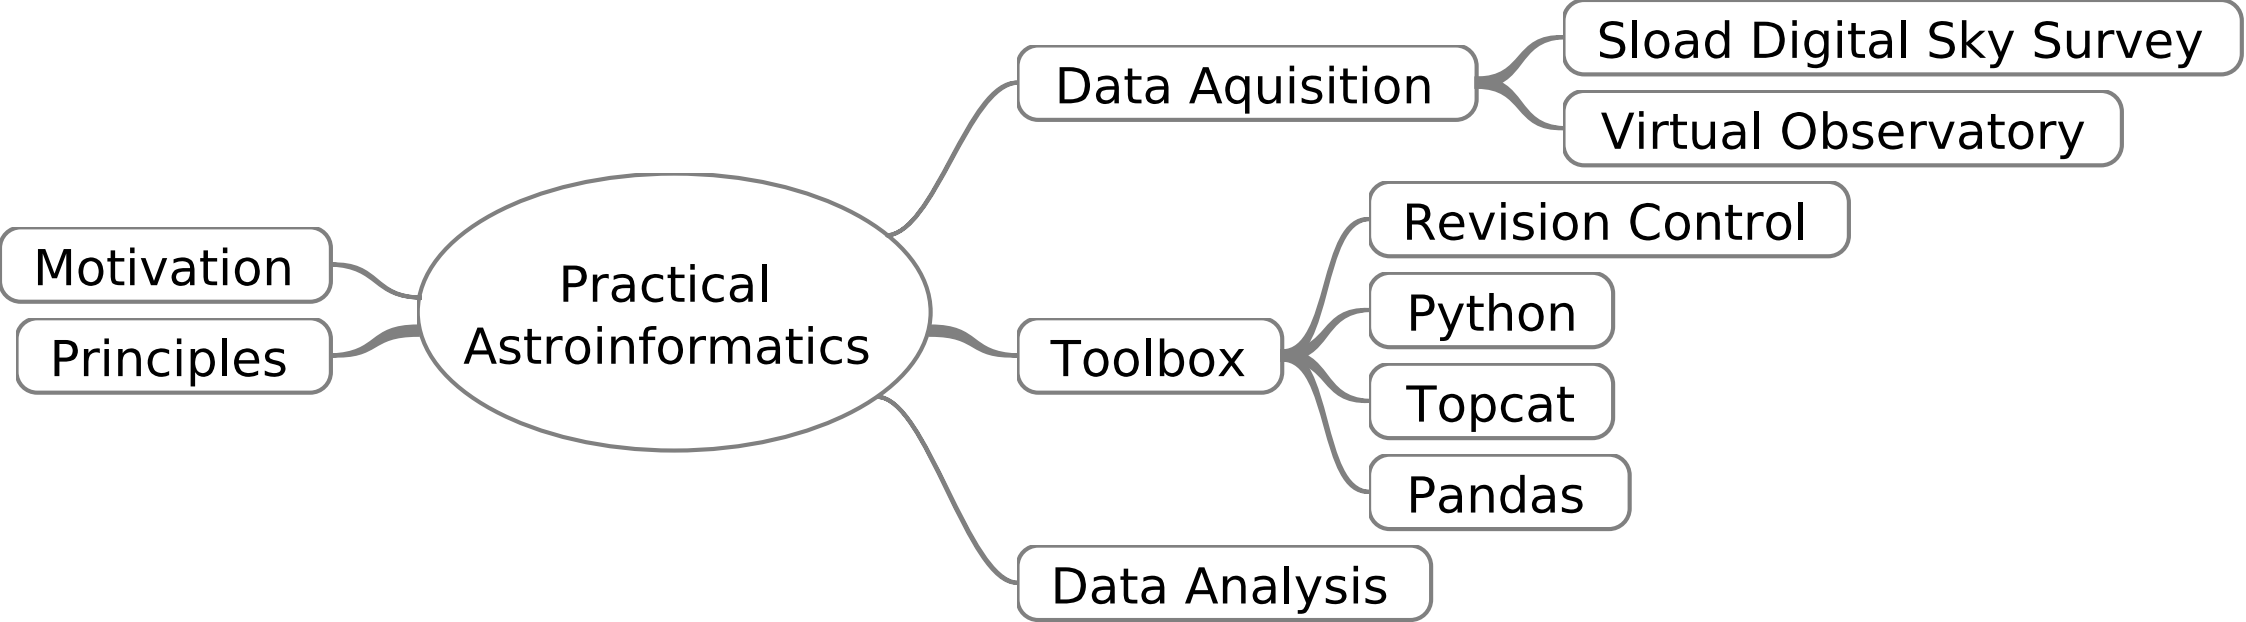 Motivation
Principles
Practical
Astroinformatics
Data Aquisition
Sload Digital Sky Survey
Virtual Observatory
Toolbox
Revision Control
Python
Topcat
Pandas
Data Analysis